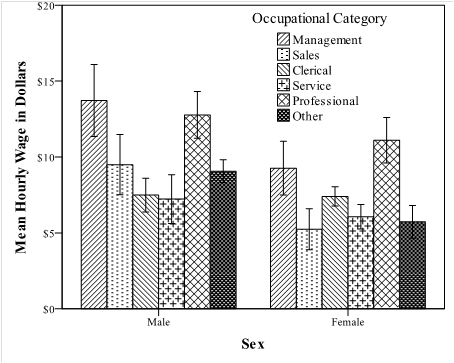 $20
$15
$10
$5
$0
Mean Hourly Wage in Dollars
Occupational Category
Management
Sales
Clerical
Service
Professional
Other
Male
Female
Sex